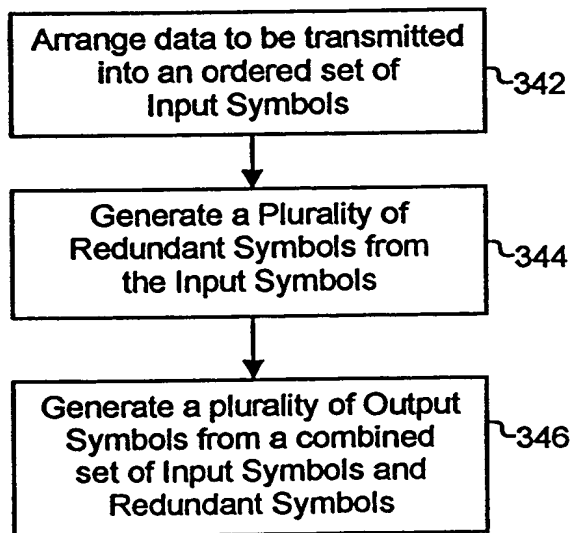 Arrange data to be transmitted
into an ordered set of
Input Symbols
342
Generate a Plurality of
Redundant Symbols from
the Input Symbols
344
Generate a plurality of Output
Symbols from a combined
set of Input Symbols and
Redundant Symbols
346